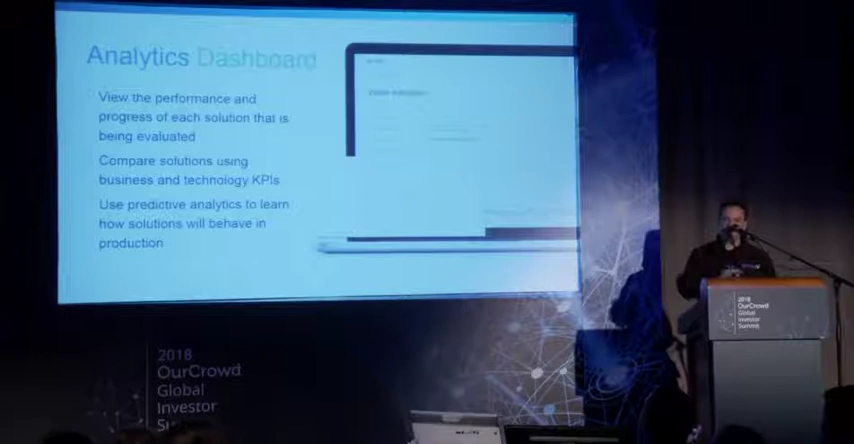 Analytics Dashboard
View the performance and
progress of each solution that is
being evaluated
Compare solutions using
business and technology KPIs
Use predictive analytics to learn
how solutions will behave in
production
2018
OurCrowd
Global
Investor
Summit
2018
OurCrowd
Global
Investor